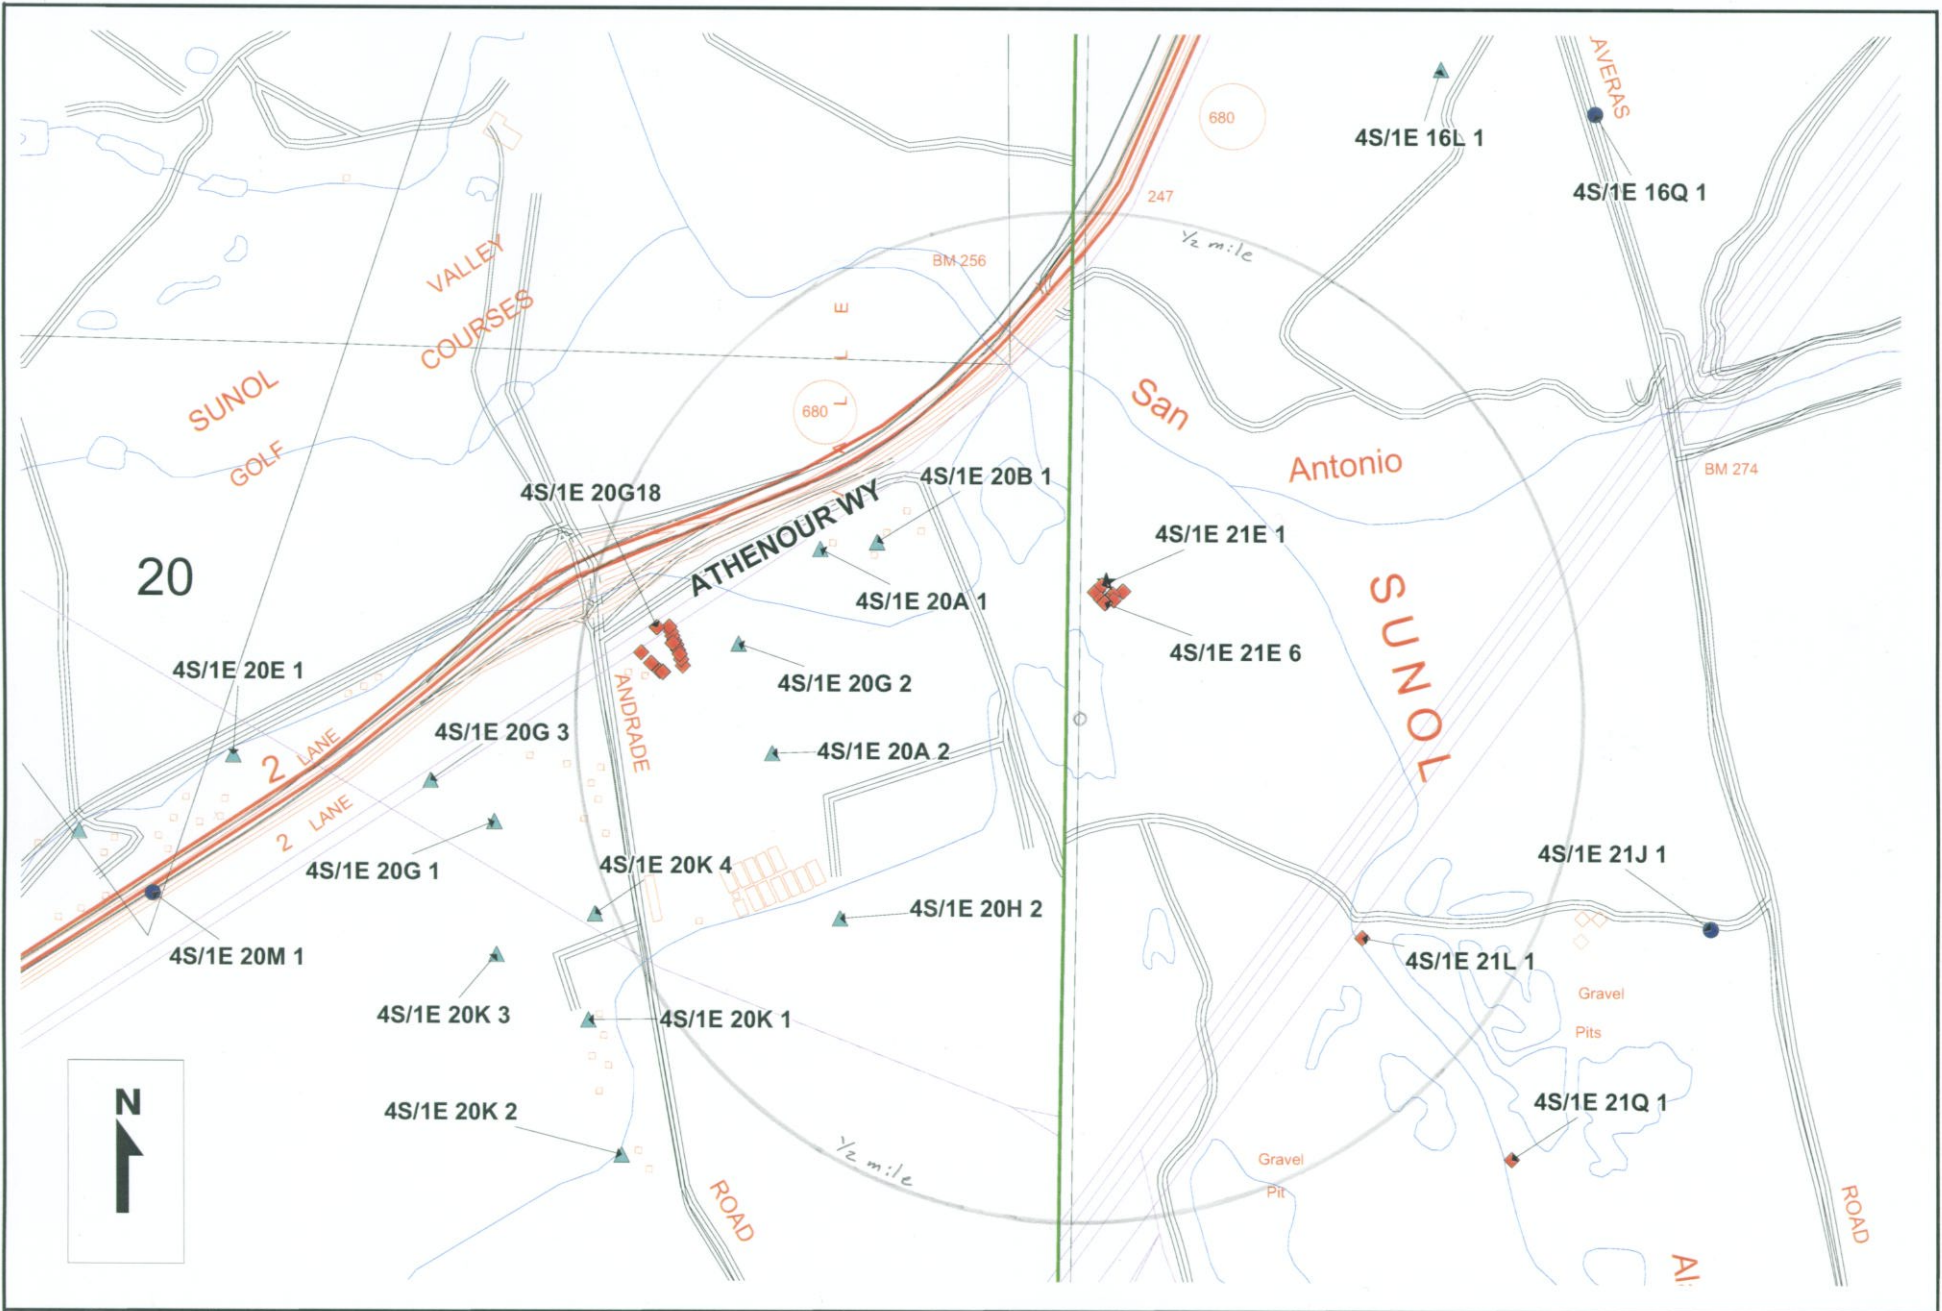 AVERAS
680
4S/1E 16L 1
4S/1E 16Q 1
247
½ mile
BM 256
VALLEY
COURSES
L L E
SUNOL
GOLF
680
San
Antonio
BM 274
4S/1E 20G18
4S/1E 20B 1
ATHENOUR WY
4S/1E 21E 1
20
4S/1E 20A 1
4S/1E 21E 6
SUNOL
4S/1E 20E 1
4S/1E 20G 2
ANDRADE
4S/1E 20G 3
4S/1E 20A 2
2 LANE
2 LANE
4S/1E 20G 1
4S/1E 20K 4
4S/1E 21J 1
4S/1E 20H 2
4S/1E 20M 1
4S/1E 21L 1
4S/1E 20K 3
4S/1E 20K 1
Gravel
Pits
N
4S/1E 20K 2
4S/1E 21Q 1
½ mile
Gravel
Pit
ROAD
ROAD